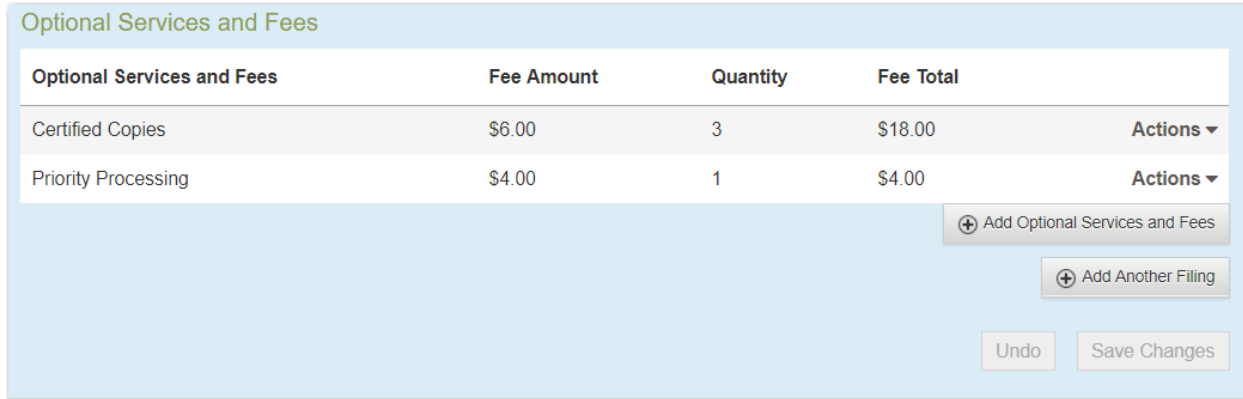 Optional Services and Fees
Optional Services and Fees Fee Amount Quantity Fee Total
Certified Copies $6.00 3 $18.00 Actions
Priority Processing $4.00 1 $4.00 Actions
Add Optional Services and Fees
Add Another Filing
Undo Save Changes